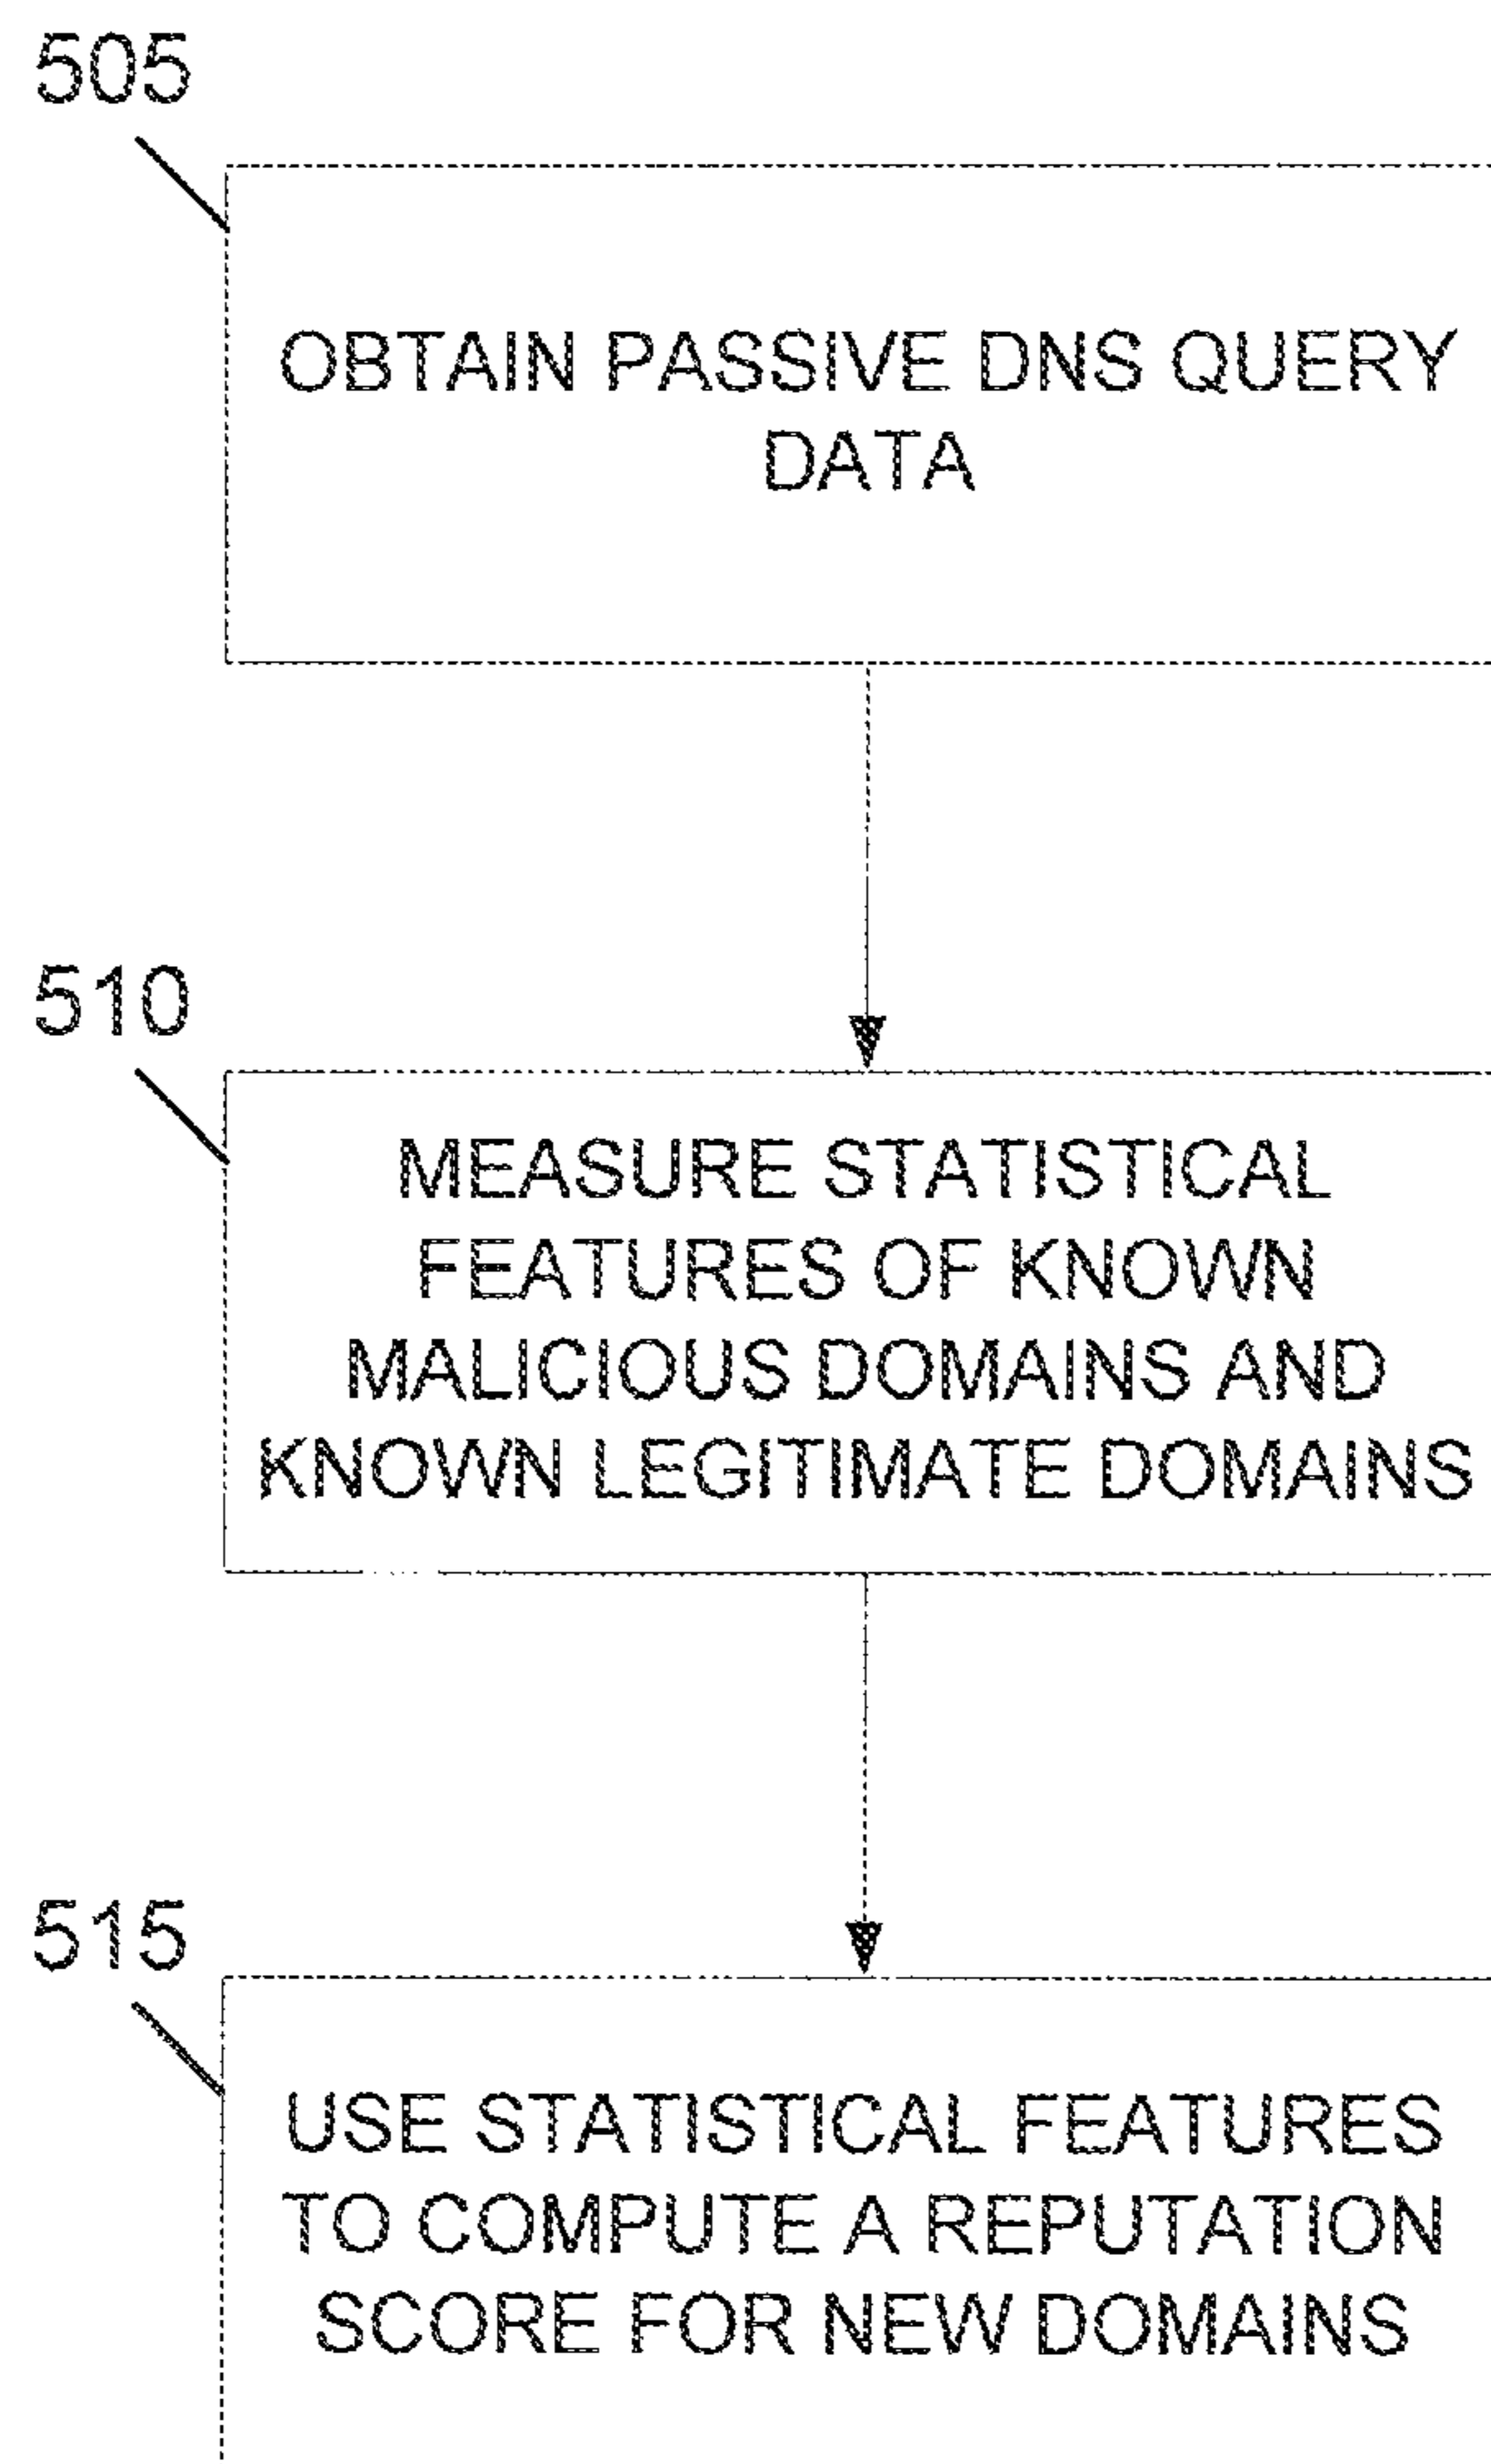 505
OBTAIN PASSIVE DNS QUERY
DATA
510
MEASURE STATISTICAL
FEATURES OF KNOWN
MALICIOUS DOMAINS AND
KNOWN LEGITIMATE DOMAINS
515
USE STATISTICAL FEATURES
TO COMPUTE A REPUTATION
SCORE FOR NEW DOMAINS